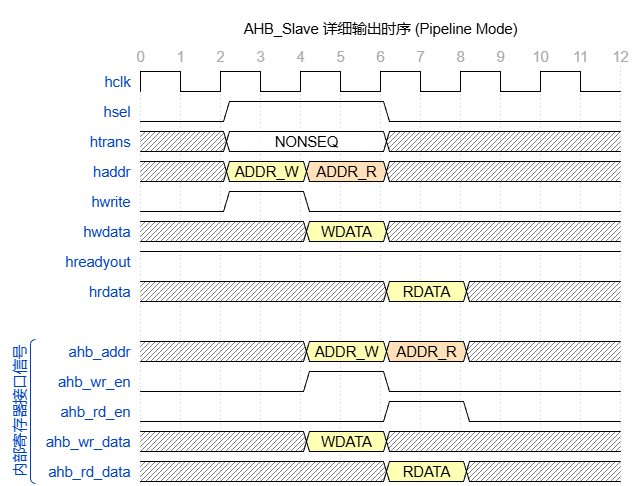 AHB_Slave 详细输出时序 (Pipeline Mode)
0 1 2 3 4 5 6 7 8 9 10 11 12
hclk
hsel
htrans NONSEQ
haddr ADDR_W ADDR_R
hwrite
hwdata WDATA
hreadyout
hrdata RDATA
内部寄存器接口信号
ahb_addr ADDR_W ADDR_R
ahb_wr_en
ahb_rd_en
ahb_wr_data WDATA
ahb_rd_data RDATA